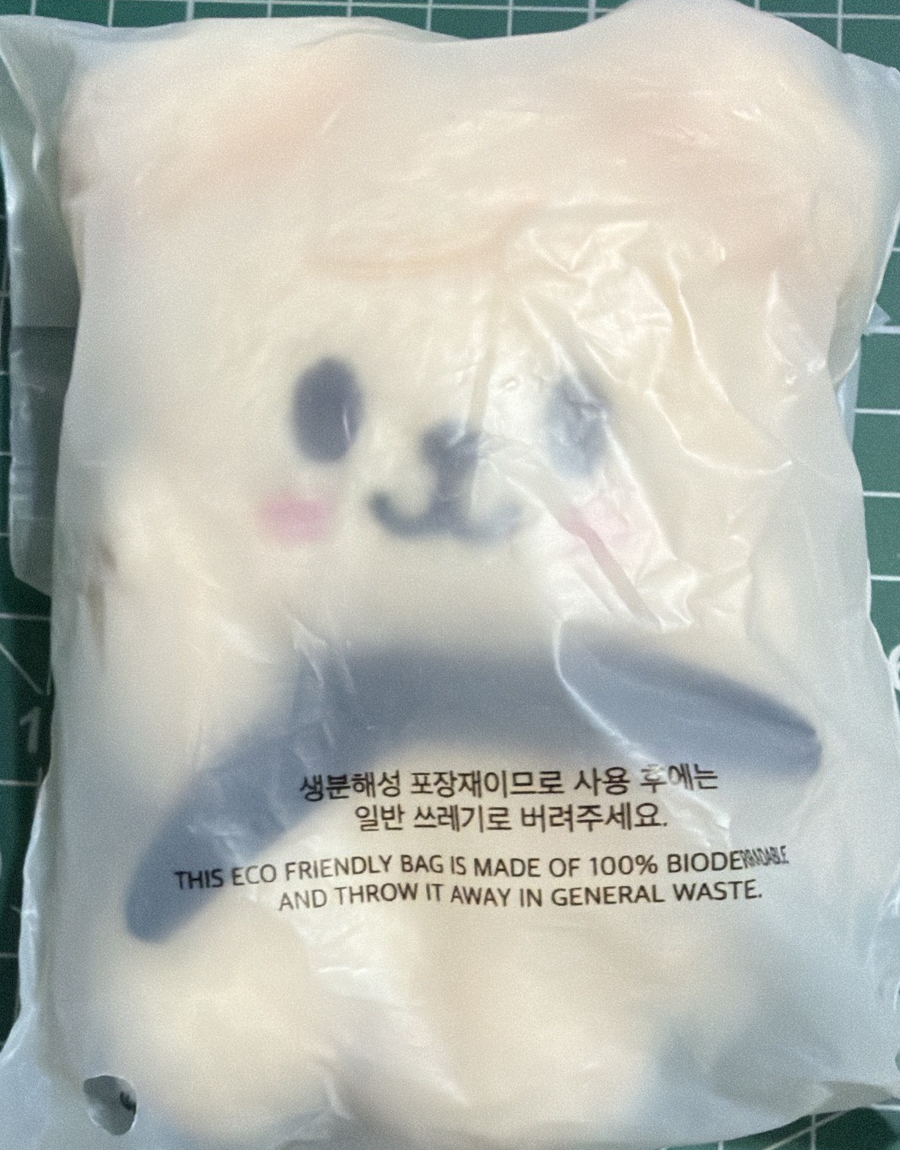 생분해성 포장재이므로 사용 후에는
일반 쓰레기로 버려주세요.
THIS ECO FRIENDLY BAG IS MADE OF 100%
AND THROW IT AWAY IN GENERAL WASTE.
1